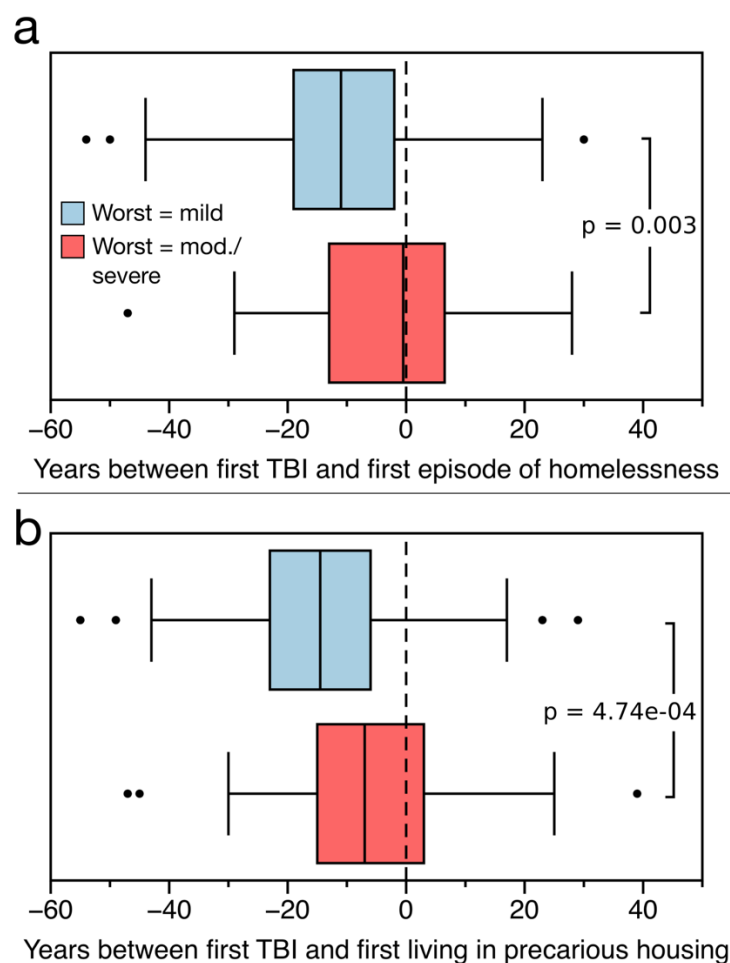 a
Worst = mild
Worst = mod./
severe
p = 0.003
−60 −40 −20 0 20 40
Years between first TBI and first episode of homelessness
b
p = 4.74e-04
−60 −40 −20 0 20 40
Years between first TBI and first living in precarious housing